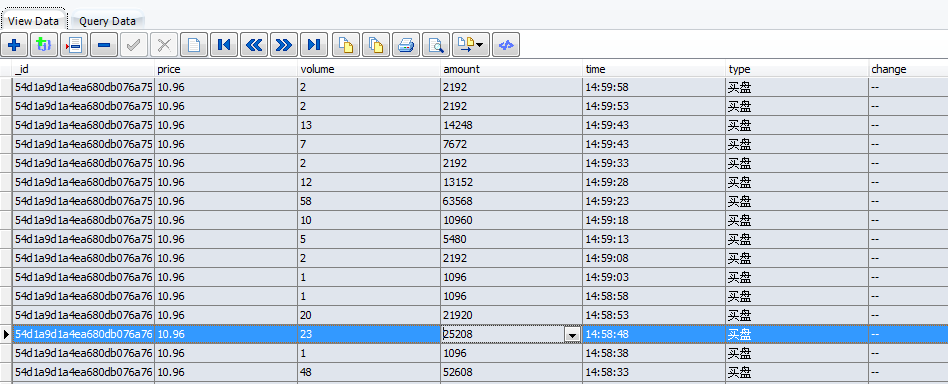 View Data Query Data
_id price volume amount time type change
54d1a9d1a4ea680db076a75 10.96 2 2192 14:59:58 买盘 --
54d1a9d1a4ea680db076a75 10.96 2 2192 14:59:53 买盘 --
54d1a9d1a4ea680db076a75 10.96 13 14248 14:59:43 买盘 --
54d1a9d1a4ea680db076a75 10.96 7 7672 14:59:43 买盘 --
54d1a9d1a4ea680db076a75 10.96 2 2192 14:59:33 买盘 --
54d1a9d1a4ea680db076a75 10.96 12 13152 14:59:28 买盘 --
54d1a9d1a4ea680db076a75 10.96 58 63568 14:59:23 买盘 --
54d1a9d1a4ea680db076a75 10.96 10 10960 14:59:18 买盘 --
54d1a9d1a4ea680db076a75 10.96 5 5480 14:59:13 买盘 --
54d1a9d1a4ea680db076a76 10.96 2 2192 14:59:08 买盘 --
54d1a9d1a4ea680db076a76 10.96 1 1096 14:59:03 买盘 --
54d1a9d1a4ea680db076a76 10.96 1 1096 14:58:58 买盘 --
54d1a9d1a4ea680db076a76 10.96 20 21920 14:58:53 买盘 --
54d1a9d1a4ea680db076a76 10.96 23 25208 14:58:48 买盘 --
54d1a9d1a4ea680db076a76 10.96 1 1096 14:58:38 买盘 --
54d1a9d1a4ea680db076a76 10.96 48 52608 14:58:33 买盘 --